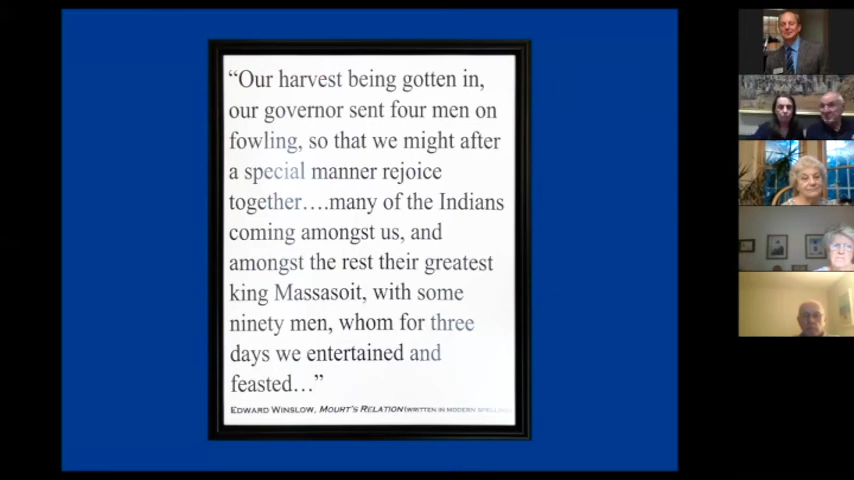 “Our harvest being gotten in,
our governor sent four men on
fowling, so that we might after
a special manner rejoice
together….many of the Indians
coming amongst us, and
amongst the rest their greatest
king Massasoit, with some
ninety men, whom for three
days we entertained and
feasted…”
Edward Winslow, Mourt's Relation (written in modern spelling)